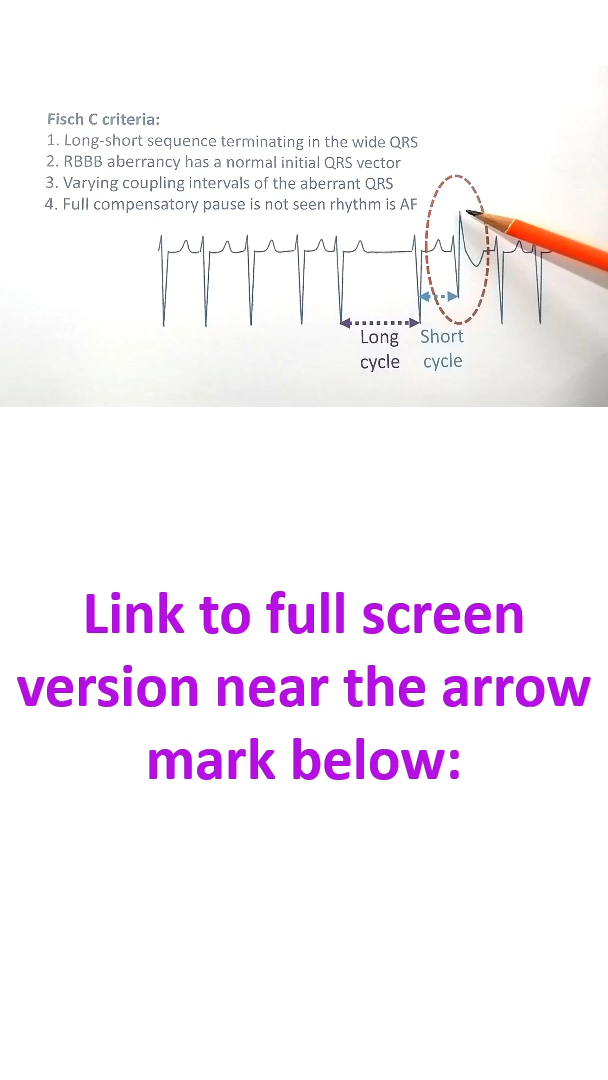 Fisch C criteria:
1. Long-short sequence terminating in the wide QRS
2. RBBB aberrancy has a normal initial QRS vector
3. Varying coupling intervals of the aberrant QRS
4. Full compensatory pause is not seen rhythm is AF
Long cycle
Short cycle
Link to full screen
version near the arrow
mark below: